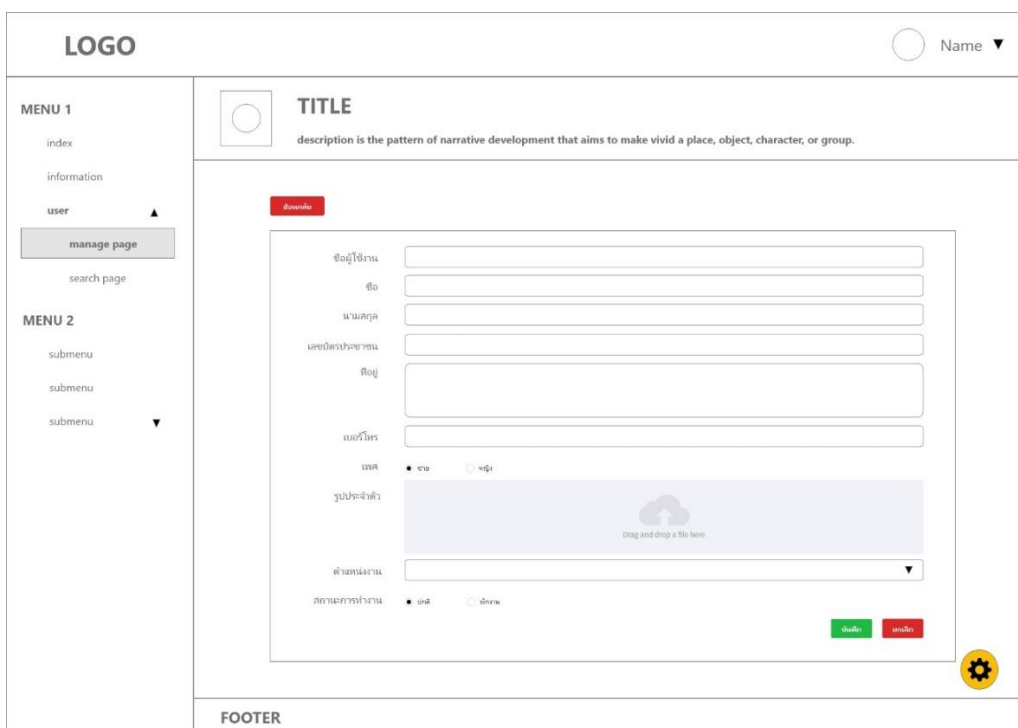 LOGO
Name ▼
MENU 1
index
information
user ▲
manage page
search page
MENU 2
submenu
submenu
submenu ▼
TITLE
description is the pattern of narrative development that aims to make vivid a place, object, character, or group.
ย้อนกลับ
ชื่อผู้ใช้งาน
ชื่อ
นามสกุล
เลขบัตรประชาชน
ที่อยู่
เบอร์โทร
เพศ ชาย หญิง
รูปประจำตัว
Drag and drop a file here
ตำแหน่งงาน ▼
สถานะการทำงาน ปกติ พักงาน
บันทึก ยกเลิก
FOOTER